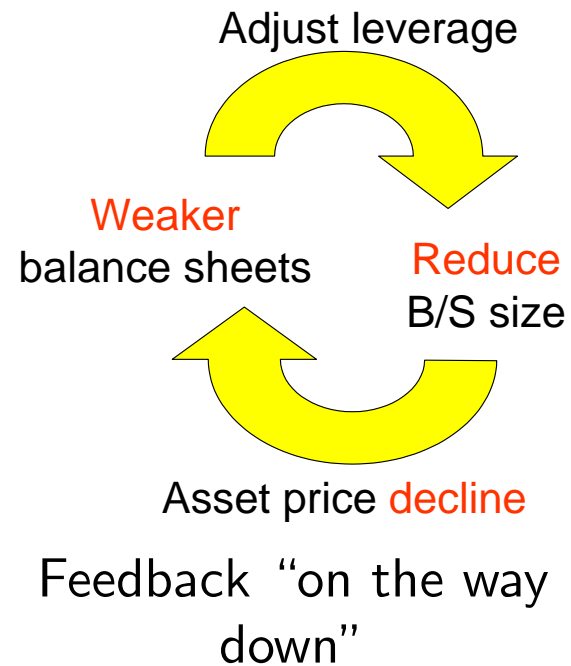 Adjust leverage
Weaker
balance sheets
Reduce
B/S size
Asset price decline
Feedback “on the way
down”